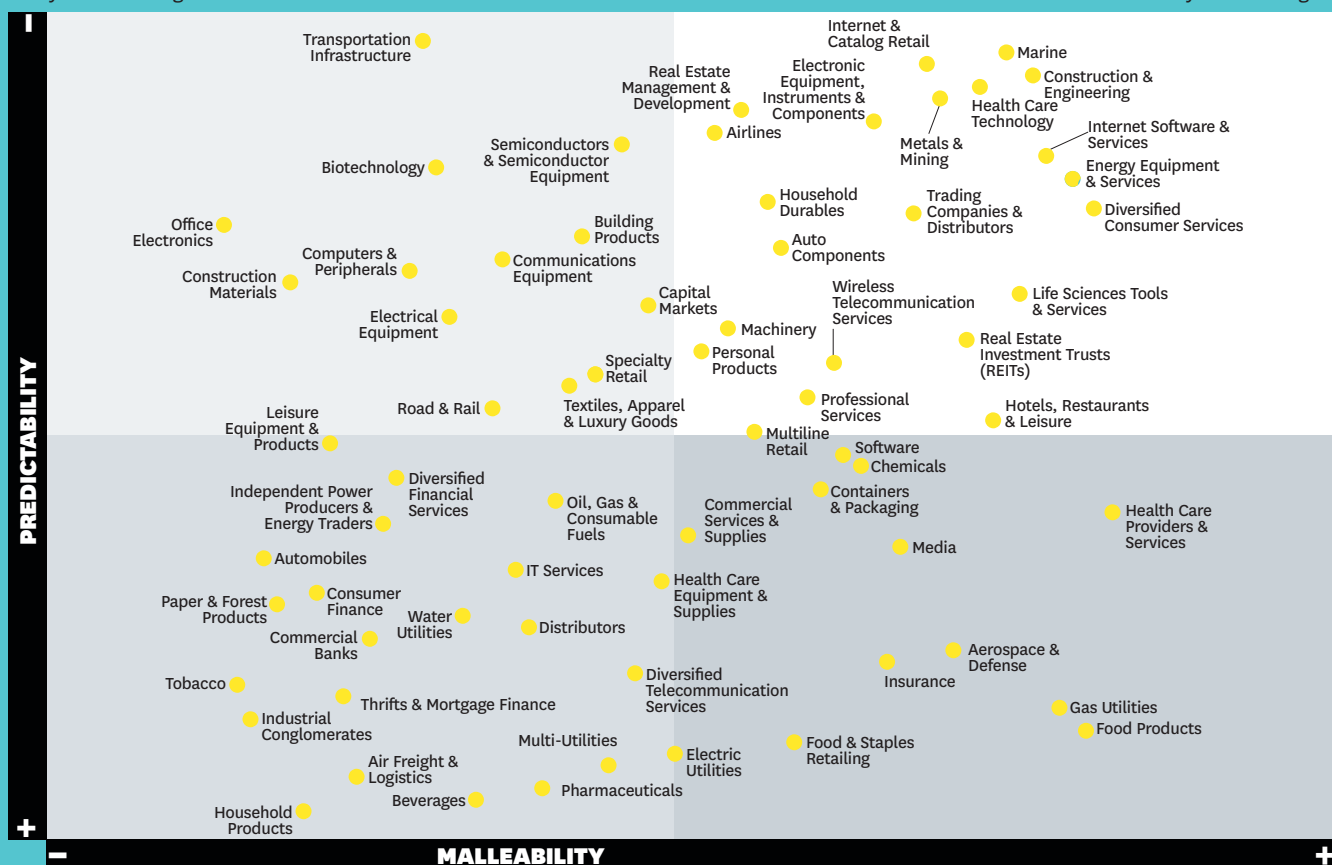 Transportation
Infrastructure
Internet &
Catalog Retail
Marine
Electronic
Equipment,
Instruments &
Components
Real Estate
Management &
Development
Construction &
Engineering
Health Care
Technology
Airlines
Metals &
Mining
Internet Software &
Services
Semiconductors
& Semiconductor
Equipment
Biotechnology
Energy Equipment
& Services
Household
Durables
Trading
Companies &
Distributors
Diversified
Consumer Services
Office
Electronics
Building
Products
Auto
Components
Computers &
Peripherals
Communications
Equipment
Construction
Materials
Wireless
Telecommunication
Services
Capital
Markets
Life Sciences Tools
& Services
Electrical
Equipment
Machinery
Real Estate
Investment Trusts
(REITs)
Personal
Products
Specialty
Retail
Textiles, Apparel
& Luxury Goods
Road & Rail
Professional
Services
Hotels, Restaurants
& Leisure
Leisure
Equipment &
Products
Multiline
Retail
Software
Chemicals
Diversified
Financial
Services
Independent Power
Producers &
Energy Traders
Oil, Gas &
Consumable
Fuels
Commercial
Services &
Supplies
Containers
& Packaging
Health Care
Providers &
Services
Media
Automobiles
IT Services
Health Care
Equipment &
Supplies
Consumer
Finance
Paper & Forest
Products
Water
Utilities
Distributors
Commercial
Banks
Aerospace &
Defense
Insurance
Tobacco
Diversified
Telecommunication
Services
Thrifts & Mortgage Finance
Gas Utilities
Industrial
Conglomerates
Food Products
Multi-Utilities
Food & Staples
Retailing
Electric
Utilities
Air Freight &
Logistics
Pharmaceuticals
Beverages
Household
Products
PREDICTABILITY
–
+
MALLEABILITY
–
+